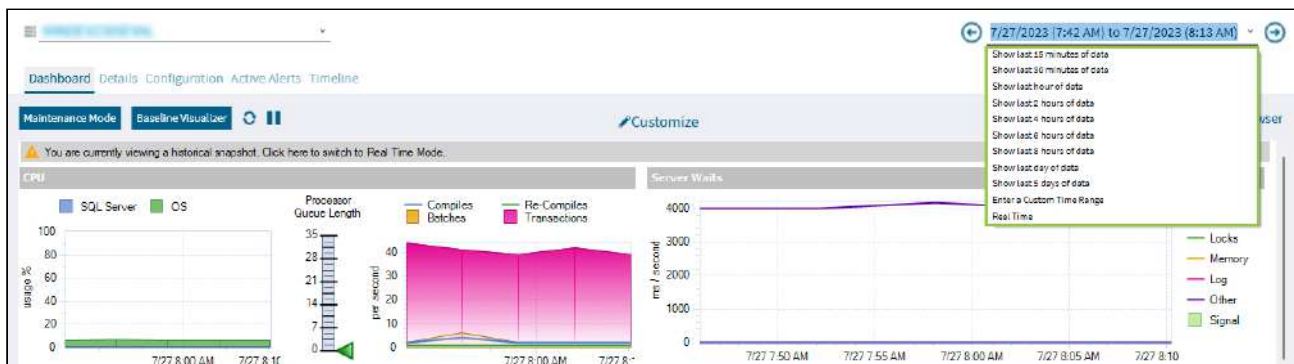 7/27/2023 (7:42 AM) to 7/27/2023 (8:13 AM)
Show last 15 minutes of data
Show last 30 minutes of data
Show last hour of data
Show last 2 hours of data
Show last 4 hours of data
Show last 6 hours of data
Show last 8 hours of data
Show last day of data
Show last 5 days of data
Enter a Custom Time Range
Real Time
Dashboard Details Configuration Active Alerts Timeline
Maintenance Mode Baseline Visualizer Customize
You are currently viewing a historical snapshot. Click here to switch to Real Time Mode.
CPU
SQL Server OS
usage %
100
80
60
40
20
0
7/27 8:00 AM 7/27 8:10
Processor
Queue Length
35
28
21
14
7
0
Compiles Re-Compiles
Batches Transactions
per second
40
30
20
10
0
7/27 8:00 AM
Server Waits
ms / second
4000
3000
2000
1000
0
7/27 7:50 AM 7/27 7:55 AM 7/27 8:00 AM 7/27 8:05 AM 7/27 8:10
Locks
Memory
Log
Other
Signal